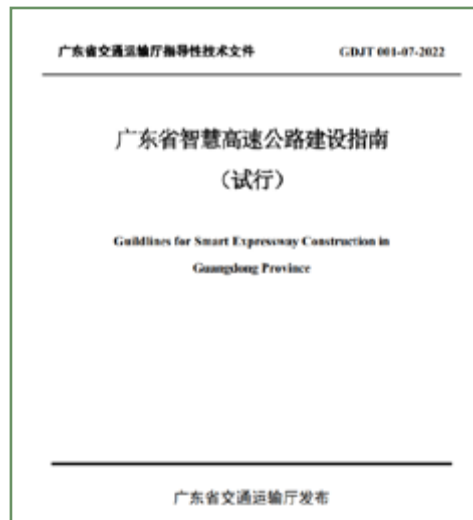 广东省交通运输厅指导性技术文件 GDJT 001-07-2022
广东省智慧高速公路建设指南
（试行）
Guildlines for Smart Expressway Construction in
Guangdong Province
广东省交通运输厅发布